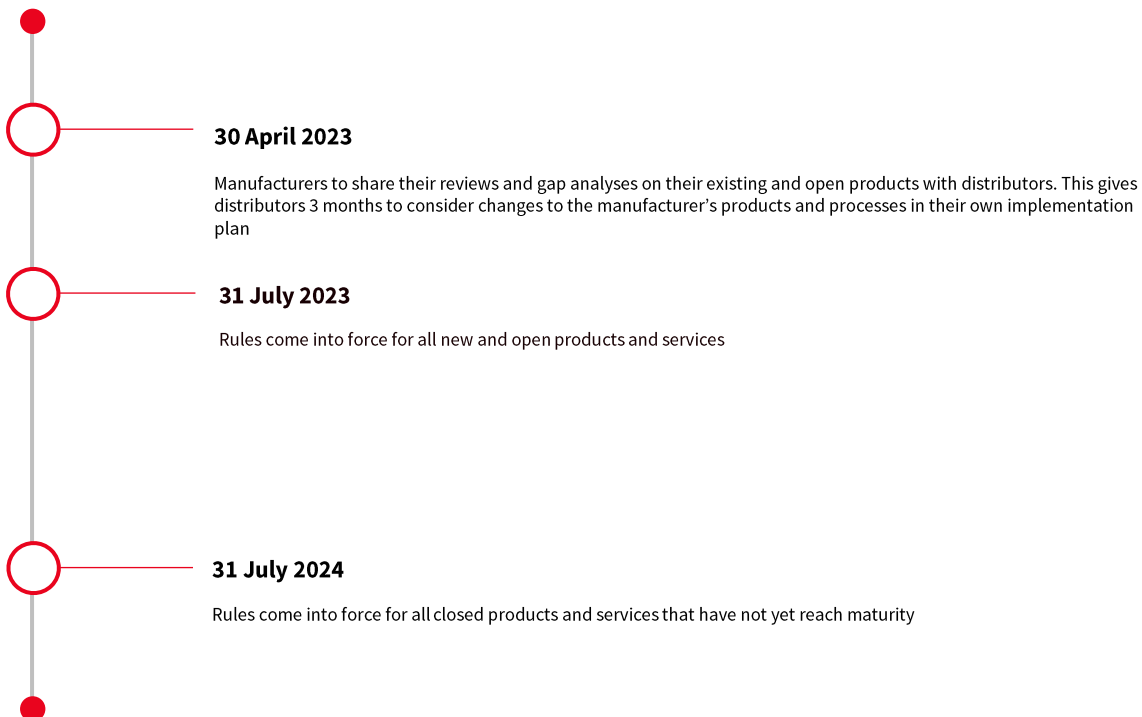 30 April 2023
Manufacturers to share their reviews and gap analyses on their existing and open products with distributors. This gives
distributors 3 months to consider changes to the manufacturer’s products and processes in their own implementation
plan
31 July 2023
Rules come into force for all new and open products and services
31 July 2024
Rules come into force for all closed products and services that have not yet reach maturity